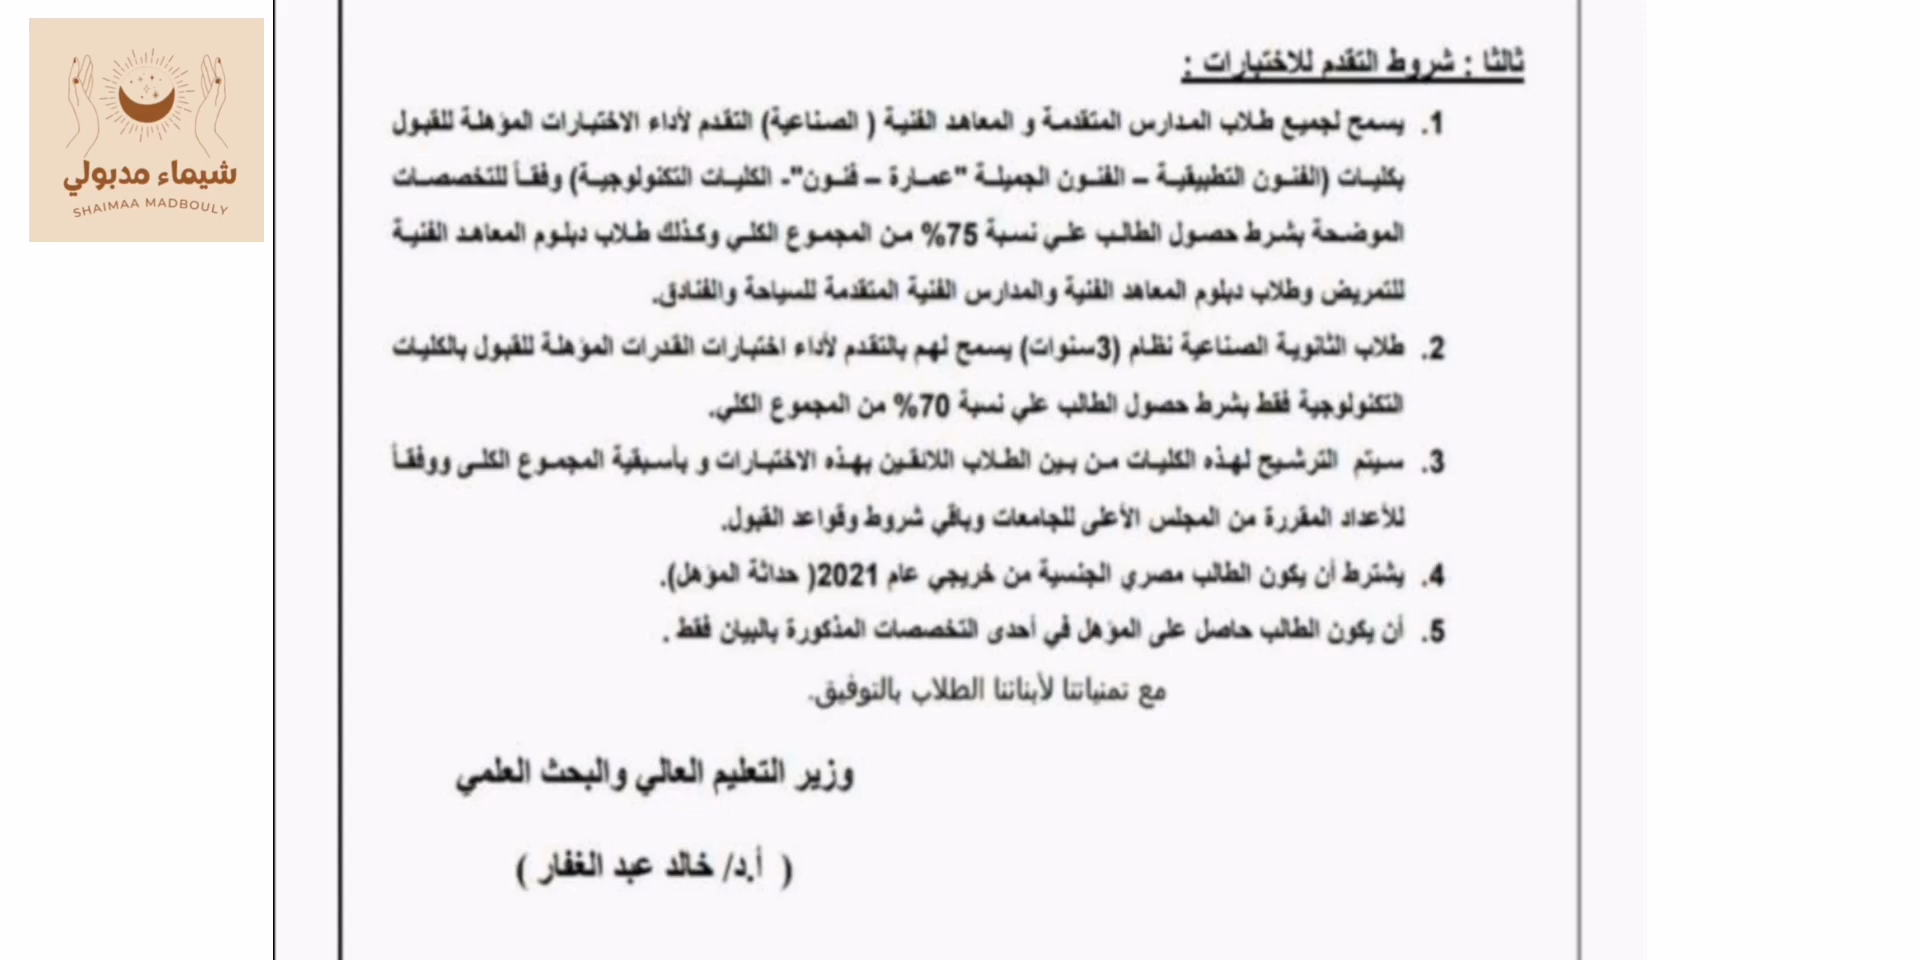 شيماء مدبولي
SHAIMAA MADBOULY
ثالثا : شروط التقدم للاختبارات :
1. يسمح لجميع طلاب المدارس المتقدمة و المعاهد الفنية ( الصناعية) التقدم لأداء الاختبارات المؤهلة للقبول
بكليات (الفنون التطبيقية – الفنون الجميلة "عمارة – فنون"- الكليات التكنولوجية) وفقاً للتخصصات
الموضحة بشرط حصول الطالب علي نسبة 75% من المجموع الكلي وكذلك طلاب دبلوم المعاهد الفنية
للتمريض وطلاب دبلوم المعاهد الفنية والمدارس الفنية المتقدمة للسياحة والفنادق.
2. طلاب الثانوية الصناعية نظام (3سنوات) يسمح لهم بالتقدم لأداء اختبارات القدرات المؤهلة للقبول بالكليات
التكنولوجية فقط بشرط حصول الطالب علي نسبة 70% من المجموع الكلي.
3. سيتم الترشيح لهذه الكليات من بين الطلاب اللائقين بهذه الاختبارات و بأسبقية المجموع الكلى ووفقاً
للأعداد المقررة من المجلس الأعلى للجامعات وباقي شروط وقواعد القبول.
4. يشترط أن يكون الطالب مصري الجنسية من خريجي عام 2021( حداثة المؤهل).
5. أن يكون الطالب حاصل على المؤهل في أحدى التخصصات المذكورة بالبيان فقط .
مع تمنياتنا لأبنائنا الطلاب بالتوفيق.
وزير التعليم العالي والبحث العلمي
( أ.د/ خالد عبد الغفار )